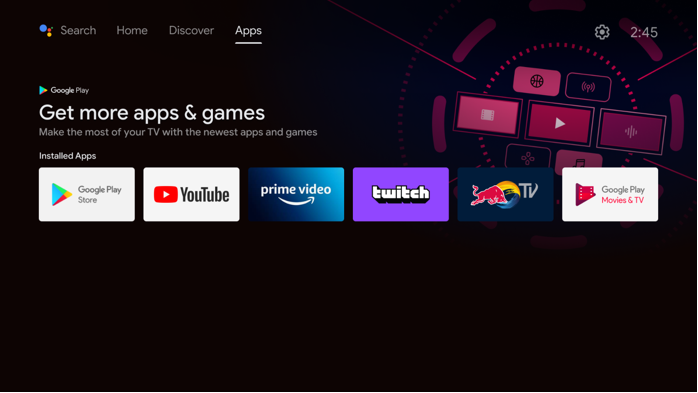 Search Home Discover Apps 2:45
Google Play
Get more apps & games
Make the most of your TV with the newest apps and games
Installed Apps
Google Play
Store
YouTube
prime video
twitch
Red Bull TV
Google Play
Movies & TV